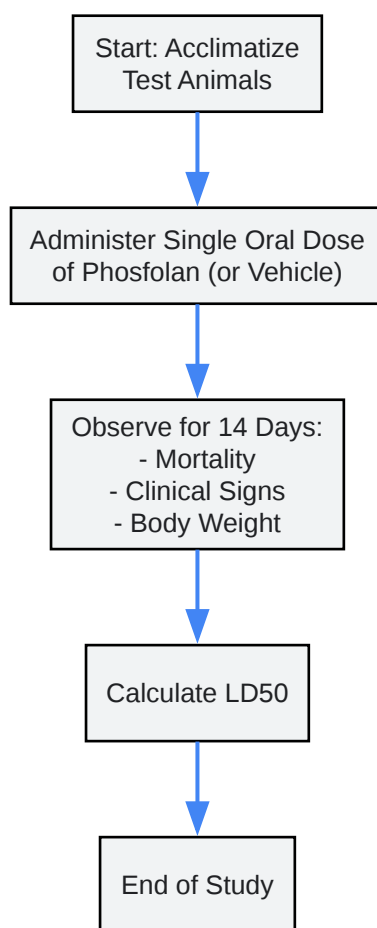 Start: Acclimatize
Test Animals
Administer Single Oral Dose
of Phosfolan (or Vehicle)
Observe for 14 Days:
- Mortality
- Clinical Signs
- Body Weight
Calculate LD50
End of Study